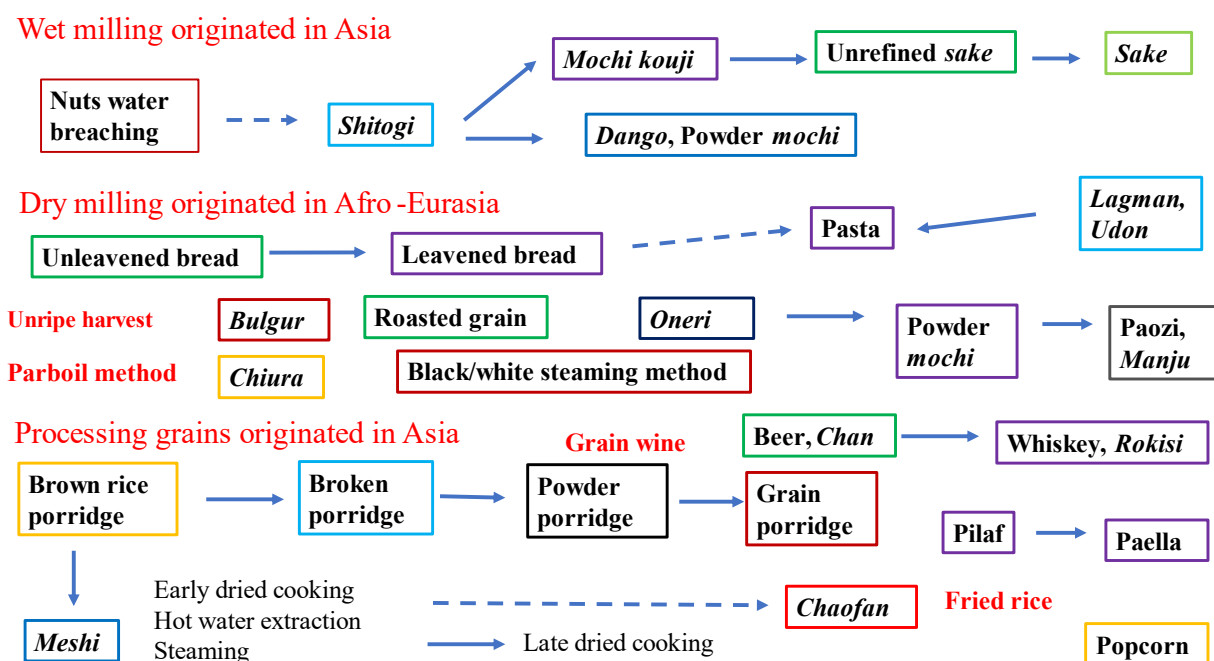 Wet milling originated in Asia
Nuts water
breaching
Shitogi
Mochi kouji
Unrefined sake
Sake
Dango, Powder mochi
Dry milling originated in Afro-Eurasia
Unleavened bread
Leavened bread
Pasta
Lagman,
Udon
Unripe harvest
Bulgur
Roasted grain
Oneri
Powder
mochi
Paozi,
Manju
Parboil method
Chiura
Black/white steaming method
Processing grains originated in Asia
Grain wine
Beer, Chan
Whiskey, Rokisi
Brown rice
porridge
Broken
porridge
Powder
porridge
Grain
porridge
Pilaf
Paella
Meshi
Early dried cooking
Hot water extraction
Steaming
Late dried cooking
Chaofan
Fried rice
Popcorn